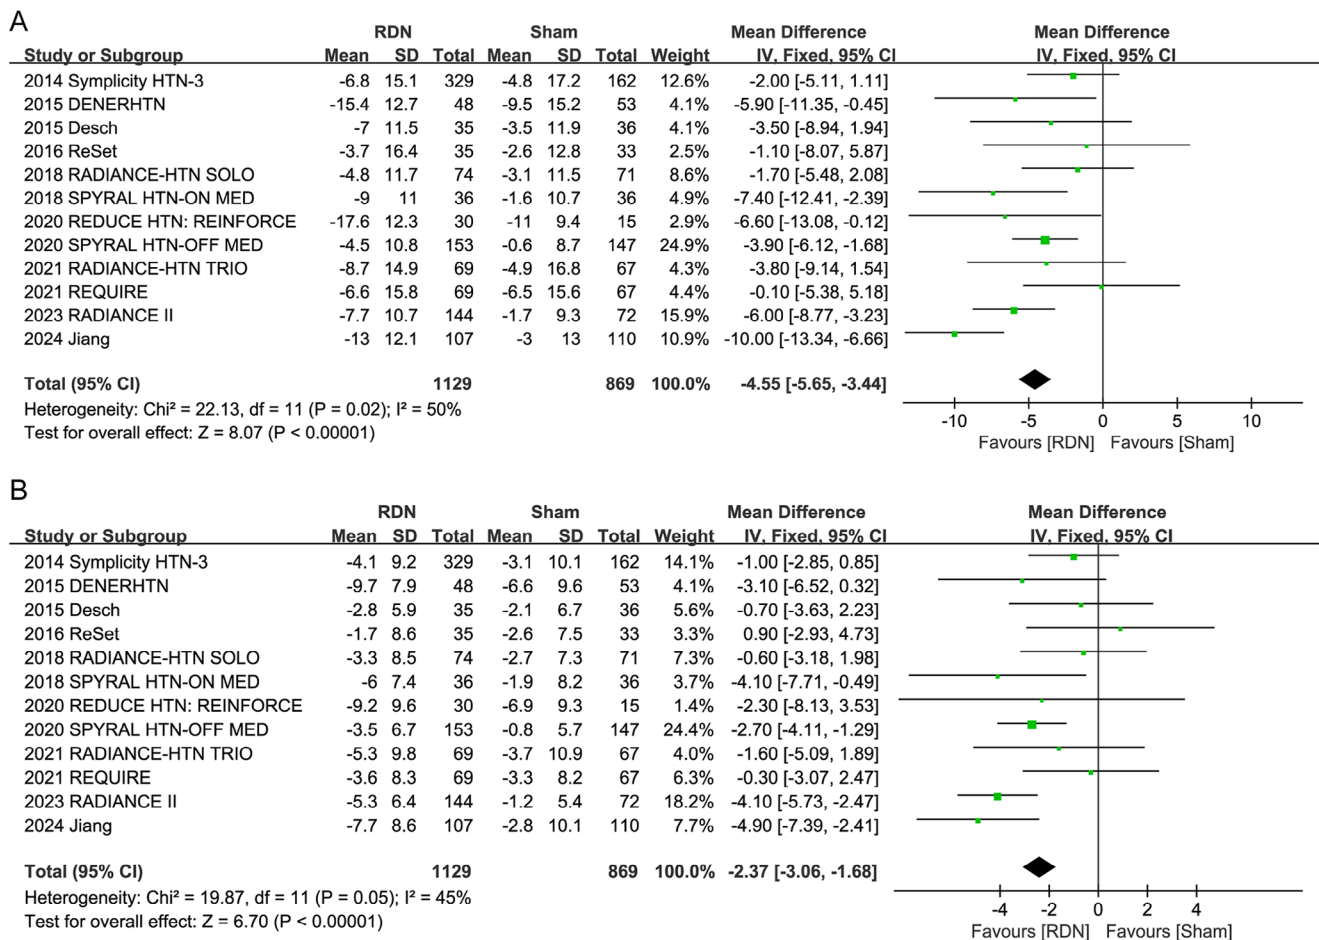 A
RDN Sham Mean Difference Mean Difference
Study or Subgroup Mean SD Total Mean SD Total Weight IV, Fixed, 95% CI IV, Fixed, 95% CI
2014 Symplicity HTN-3 -6.8 15.1 329 -4.8 17.2 162 12.6% -2.00 [-5.11, 1.11]
2015 DENERHTN -15.4 12.7 48 -9.5 15.2 53 4.1% -5.90 [-11.35, -0.45]
2015 Desch -7 11.5 35 -3.5 11.9 36 4.1% -3.50 [-8.94, 1.94]
2016 ReSet -3.7 16.4 35 -2.6 12.8 33 2.5% -1.10 [-8.07, 5.87]
2018 RADIANCE-HTN SOLO -4.8 11.7 74 -3.1 11.5 71 8.6% -1.70 [-5.48, 2.08]
2018 SPYRAL HTN-ON MED -9 11 36 -1.6 10.7 36 4.9% -7.40 [-12.41, -2.39]
2020 REDUCE HTN: REINFORCE -17.6 12.3 30 -11 9.4 15 2.9% -6.60 [-13.08, -0.12]
2020 SPYRAL HTN-OFF MED -4.5 10.8 153 -0.6 8.7 147 24.9% -3.90 [-6.12, -1.68]
2021 RADIANCE-HTN TRIO -8.7 14.9 69 -4.9 16.8 67 4.3% -3.80 [-9.14, 1.54]
2021 REQUIRE -6.6 15.8 69 -6.5 15.6 67 4.4% -0.10 [-5.38, 5.18]
2023 RADIANCE II -7.7 10.7 144 -1.7 9.3 72 15.9% -6.00 [-8.77, -3.23]
2024 Jiang -13 12.1 107 -3 13 110 10.9% -10.00 [-13.34, -6.66]
Total (95% CI) 1129 869 100.0% -4.55 [-5.65, -3.44]
Heterogeneity: Chi² = 22.13, df = 11 (P = 0.02); I² = 50%
Test for overall effect: Z = 8.07 (P < 0.00001)
-10 -5 0 5 10
Favours [RDN] Favours [Sham]
B
RDN Sham Mean Difference Mean Difference
Study or Subgroup Mean SD Total Mean SD Total Weight IV, Fixed, 95% CI IV, Fixed, 95% CI
2014 Symplicity HTN-3 -4.1 9.2 329 -3.1 10.1 162 14.1% -1.00 [-2.85, 0.85]
2015 DENERHTN -9.7 7.9 48 -6.6 9.6 53 4.1% -3.10 [-6.52, 0.32]
2015 Desch -2.8 5.9 35 -2.1 6.7 36 5.6% -0.70 [-3.63, 2.23]
2016 ReSet -1.7 8.6 35 -2.6 7.5 33 3.3% 0.90 [-2.93, 4.73]
2018 RADIANCE-HTN SOLO -3.3 8.5 74 -2.7 7.3 71 7.3% -0.60 [-3.18, 1.98]
2018 SPYRAL HTN-ON MED -6 7.4 36 -1.9 8.2 36 3.7% -4.10 [-7.71, -0.49]
2020 REDUCE HTN: REINFORCE -9.2 9.6 30 -6.9 9.3 15 1.4% -2.30 [-8.13, 3.53]
2020 SPYRAL HTN-OFF MED -3.5 6.7 153 -0.8 5.7 147 24.4% -2.70 [-4.11, -1.29]
2021 RADIANCE-HTN TRIO -5.3 9.8 69 -3.7 10.9 67 4.0% -1.60 [-5.09, 1.89]
2021 REQUIRE -3.6 8.3 69 -3.3 8.2 67 6.3% -0.30 [-3.07, 2.47]
2023 RADIANCE II -5.3 6.4 144 -1.2 5.4 72 18.2% -4.10 [-5.73, -2.47]
2024 Jiang -7.7 8.6 107 -2.8 10.1 110 7.7% -4.90 [-7.39, -2.41]
Total (95% CI) 1129 869 100.0% -2.37 [-3.06, -1.68]
Heterogeneity: Chi² = 19.87, df = 11 (P = 0.05); I² = 45%
Test for overall effect: Z = 6.70 (P < 0.00001)
-4 -2 0 2 4
Favours [RDN] Favours [Sham]